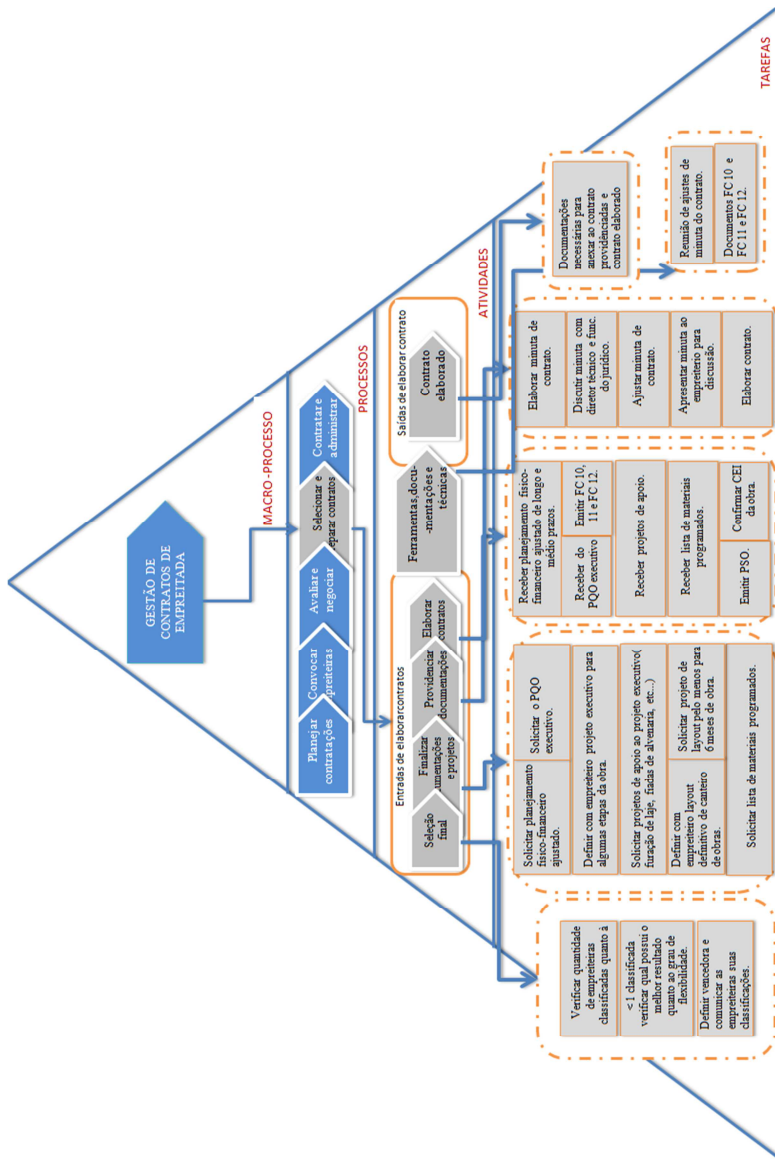 GESTÃO DE
CONTRATOS DE
EMPREITADA
MACRO-PROCESSO
Planejar
contratações
Convocar
preiteiras
Avaliar e
negociar
Selecionar e
eparar contratos
Contratar e
administrar
PROCESSOS
Entradas de elaborar contratos
Seleção
final
Finalizar
umentações
e projetos
Providenciar
documentações
Elaborar
contratos
Ferramentas, docu-
-mentações e
técnicas
Saídas de elaborar contrato
Contrato
elaborado
ATIVIDADES
Verificar quantidade
de empreiteiras
classificadas quanto à
< 1 classificada
verificar qual possui o
melhor resultado
quanto ao grau de
flexibilidade.
Definir vencedora e
comunicar as
empreiteiras suas
classificações.
Solicitar planejamento
físico-financeiro
ajustado.
Solicitar o PQO
executivo.
Definir com empreiteiro projeto executivo para
algumas etapas da obra.
Solicitar projetos de apoio ao projeto executivo(
furação de laje, fiadas de alvenaria, etc...)
Definir com
empreiteiro layout
definitivo de canteiro
de obras.
Solicitar projeto de
layout pelo menos para
6 meses de obra.
Solicitar lista de materiais programados.
Receber planejamento físico-
financeiro ajustado de longo e
médio prazos.
Receber do
PQO executivo
Emitir FC 10,
11 e FC 12.
Receber projetos de apoio.
Receber lista de materiais
programados.
Emitir PSO.
Confirmar CEI
da obra.
Elaborar minuta de
contrato.
Discutir minuta com
diretor técnico e func.
do jurídico.
Ajustar minuta de
contrato.
Apresentar minuta ao
empreiterio para
discussão.
Elaborar contrato.
Documentações
necessárias para
anexar ao contrato
providênciadas e
contrato elaborado
Reunião de ajustes de
minuta do contrato.
Documentos FC 10 e
FC 11 e FC 12.
TAREFAS